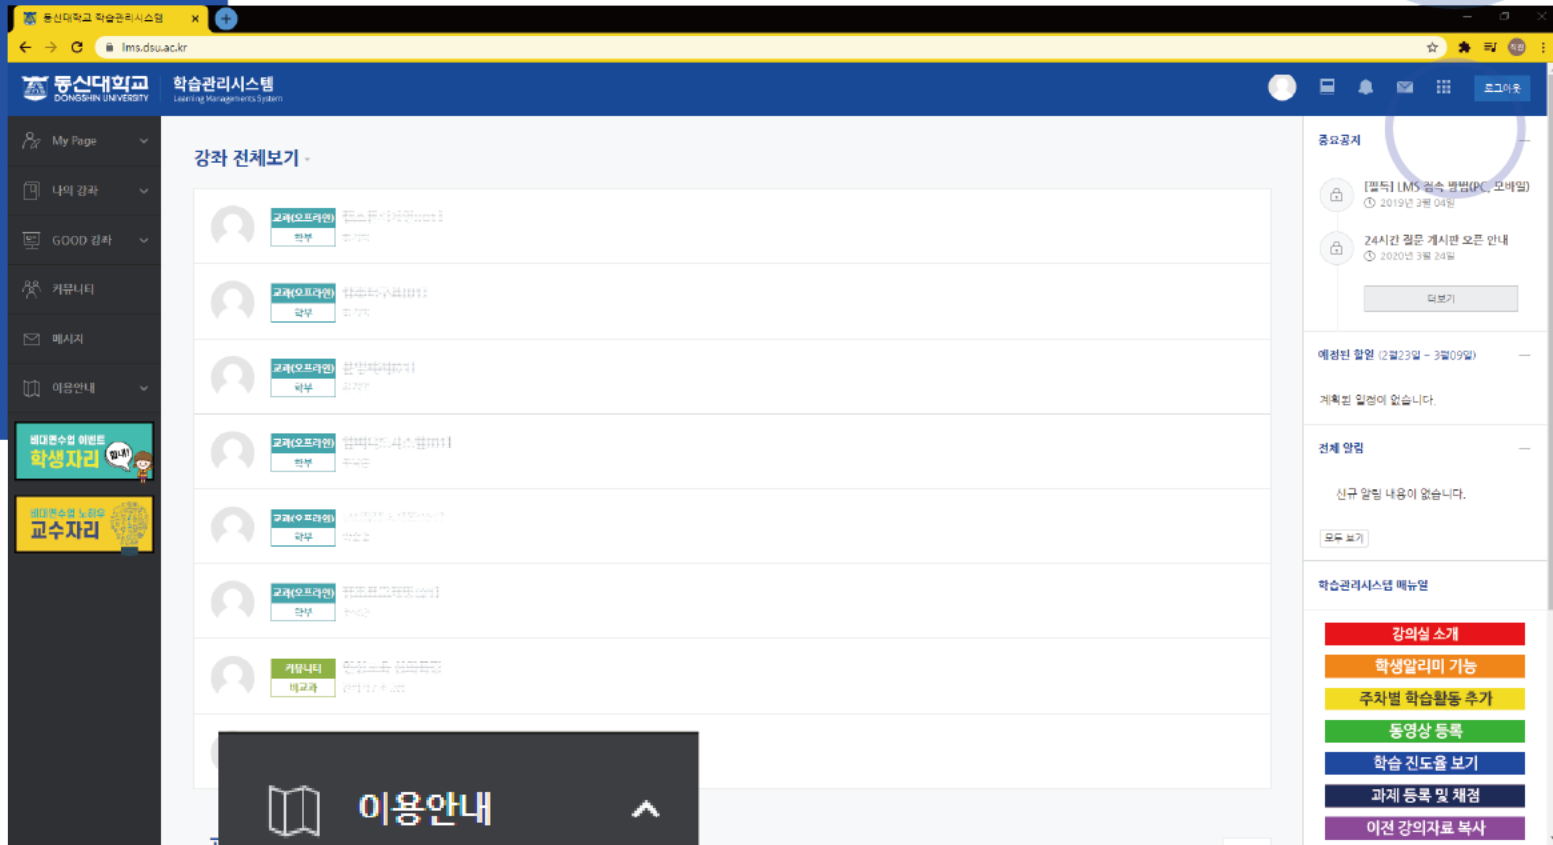 동신대학교 학습관리시스템
lms.dsu.ac.kr
동신대학교
DONGSHIN UNIVERSITY
학습관리시스템
Learning Managements System
로그아웃
My Page
나의 강좌
GOOD 강좌
커뮤니티
메시지
이용안내
비대면수업 이벤트
학생자리
힘내!
비대면수업 노하우
교수자리
강좌 전체보기
교과(오프라인)
학부
교과(오프라인)
학부
교과(오프라인)
학부
교과(오프라인)
학부
교과(오프라인)
학부
교과(오프라인)
학부
커뮤니티
비교과
이용안내
중요공지
[필독] LMS 접속 방법(PC, 모바일)
2019년 3월 04일
24시간 질문 게시판 오픈 안내
2020년 3월 24일
더보기
예정된 할일 (2월23일 - 3월09일)
계획된 일정이 없습니다.
전체 알림
신규 알림 내용이 없습니다.
모두 보기
학습관리시스템 매뉴얼
강의실 소개
학생알리미 기능
주차별 학습활동 추가
동영상 등록
학습 진도율 보기
과제 등록 및 채점
이전 강의자료 복사